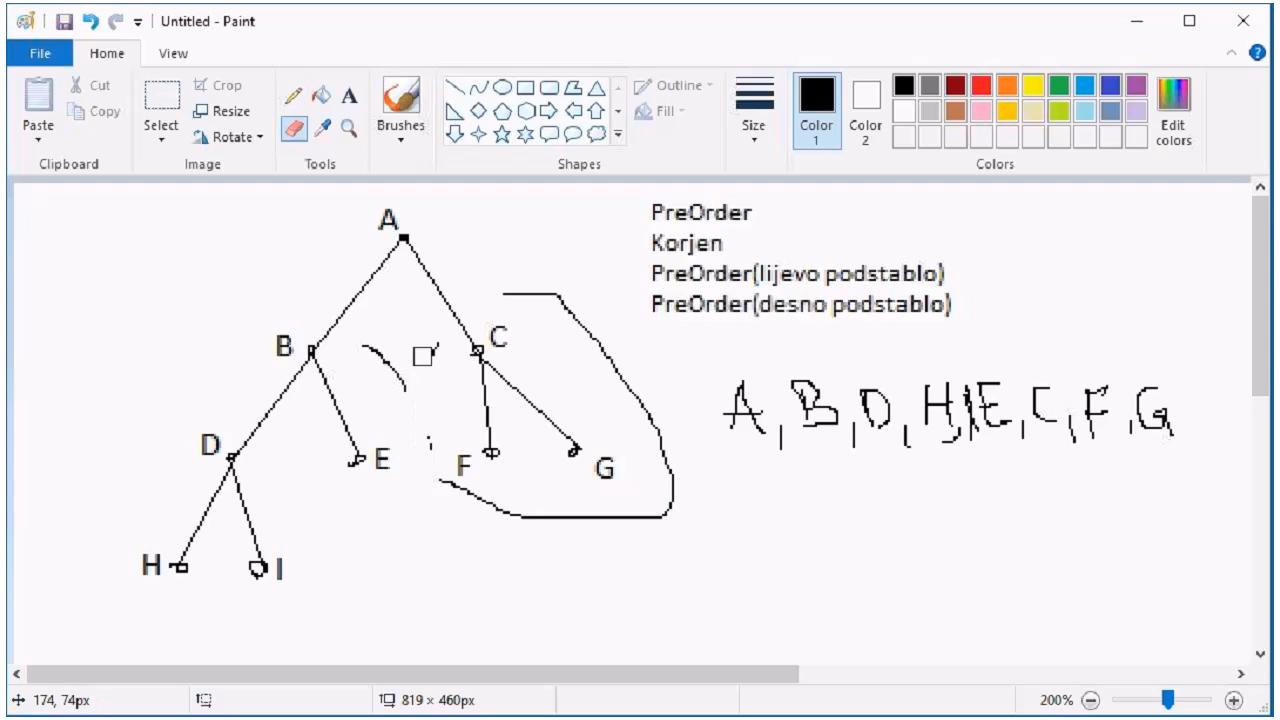 Untitled - Paint
File Home View
Paste
Cut
Copy
Clipboard
Select
Crop
Resize
Rotate
Image
A
Tools
Brushes
Outline
Fill
Shapes
Size
Color 1
Color 2
Edit colors
Colors
PreOrder
Korjen
PreOrder(lijevo podstablo)
PreOrder(desno podstablo)
A
B C
D E F G
H I
A, B, D, H, I, E, C, F, G
174, 74px
819 × 460px
200%